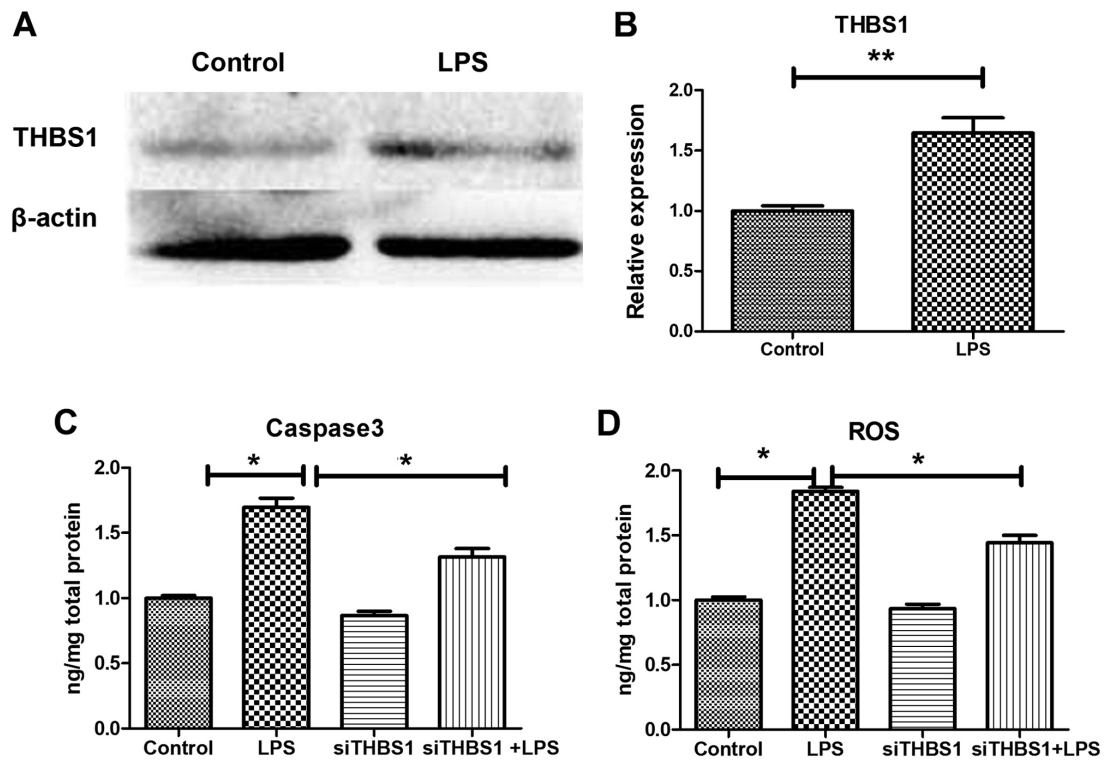 A
Control LPS
THBS1
β-actin
B
THBS1
**
Relative expression
2.0
1.5
1.0
0.5
0.0
Control LPS
C
Caspase3
* *
ng/mg total protein
2.0
1.5
1.0
0.5
0.0
Control LPS siTHBS1 siTHBS1 +LPS
D
ROS
* *
ng/mg total protein
2.0
1.5
1.0
0.5
0.0
Control LPS siTHBS1 siTHBS1+LPS